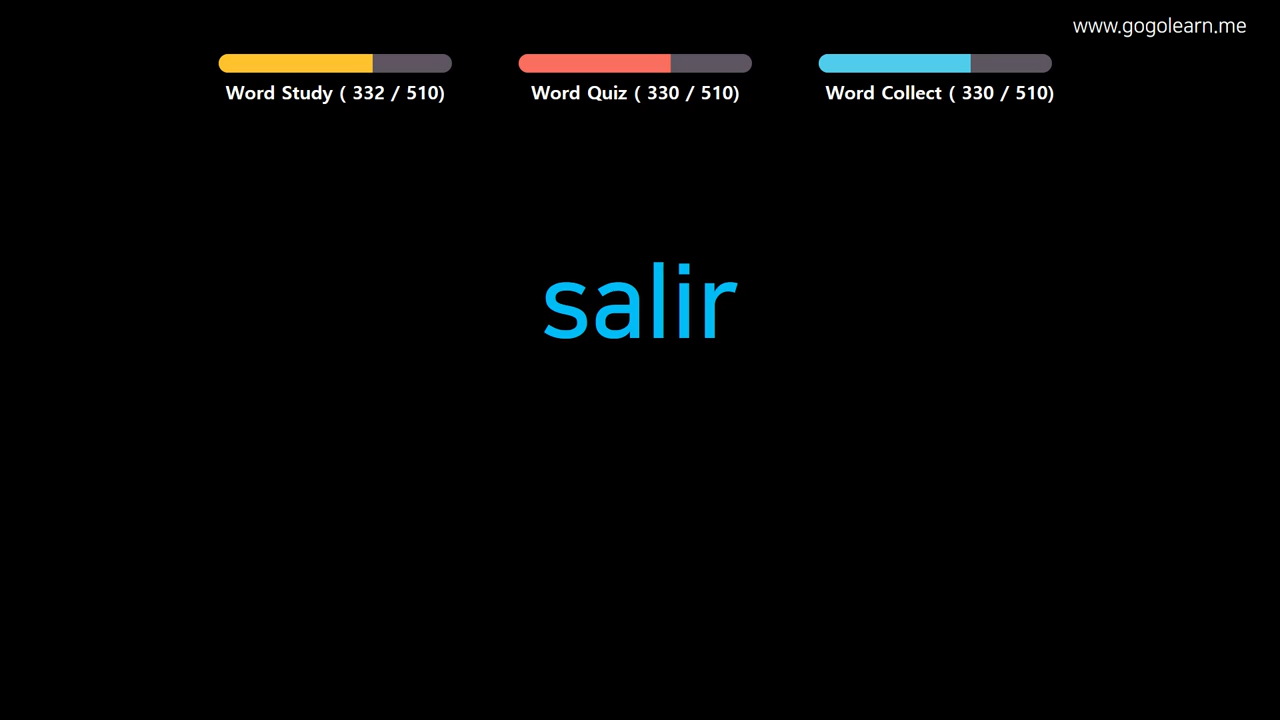 www.gogolearn.me
Word Study ( 332 / 510)
Word Quiz ( 330 / 510)
Word Collect ( 330 / 510)
salir